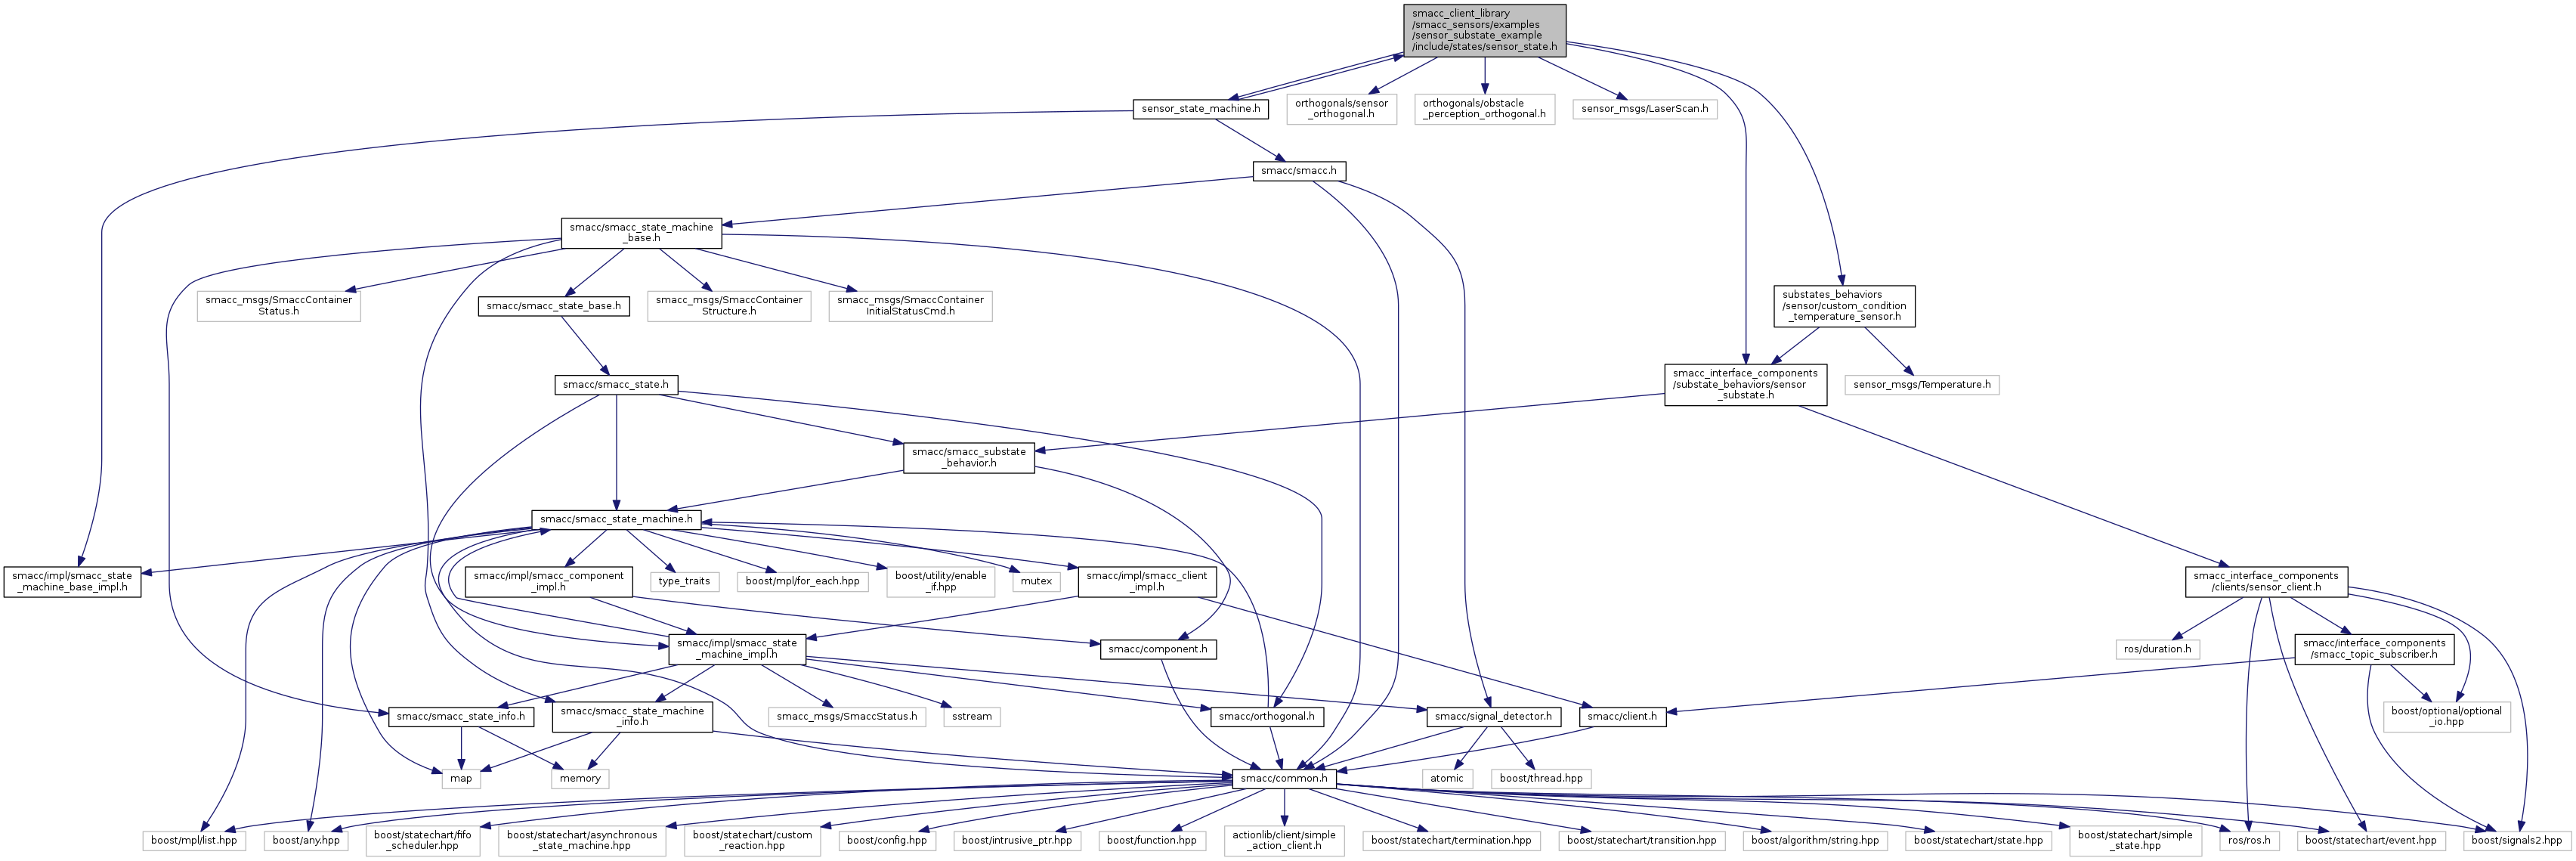 smacc_client_library
/smacc_sensors/examples
/sensor_substate_example
/include/states/sensor_state.h
sensor_state_machine.h
orthogonals/sensor
_orthogonal.h
orthogonals/obstacle
_perception_orthogonal.h
sensor_msgs/LaserScan.h
smacc/smacc.h
smacc/smacc_state_machine
_base.h
smacc_msgs/SmaccContainer
Status.h
smacc/smacc_state_base.h
smacc_msgs/SmaccContainer
Structure.h
smacc_msgs/SmaccContainer
InitialStatusCmd.h
substates_behaviors
/sensor/custom_condition
_temperature_sensor.h
smacc/smacc_state.h
smacc_interface_components
/substate_behaviors/sensor
_substate.h
sensor_msgs/Temperature.h
smacc/smacc_substate
_behavior.h
smacc/smacc_state_machine.h
smacc/impl/smacc_state
_machine_base_impl.h
smacc/impl/smacc_component
_impl.h
type_traits
boost/mpl/for_each.hpp
boost/utility/enable
_if.hpp
mutex
smacc/impl/smacc_client
_impl.h
smacc_interface_components
/clients/sensor_client.h
smacc/impl/smacc_state
_machine_impl.h
smacc/component.h
ros/duration.h
smacc/interface_components
/smacc_topic_subscriber.h
smacc/smacc_state_info.h
smacc/smacc_state_machine
_info.h
smacc_msgs/SmaccStatus.h
sstream
smacc/orthogonal.h
smacc/signal_detector.h
smacc/client.h
boost/optional/optional
_io.hpp
map
memory
smacc/common.h
atomic
boost/thread.hpp
boost/mpl/list.hpp
boost/any.hpp
boost/statechart/fifo
_scheduler.hpp
boost/statechart/asynchronous
_state_machine.hpp
boost/statechart/custom
_reaction.hpp
boost/config.hpp
boost/intrusive_ptr.hpp
boost/function.hpp
actionlib/client/simple
_action_client.h
boost/statechart/termination.hpp
boost/statechart/transition.hpp
boost/algorithm/string.hpp
boost/statechart/state.hpp
boost/statechart/simple
_state.hpp
ros/ros.h
boost/statechart/event.hpp
boost/signals2.hpp